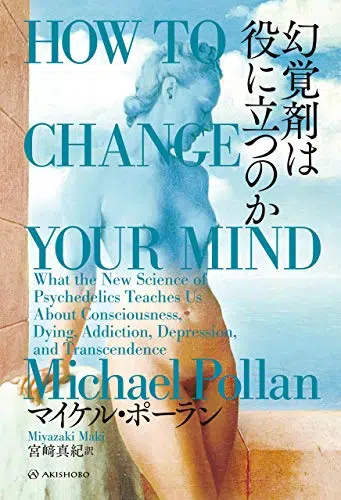 HOW TO
CHANGE
YOUR MIND
幻覚剤は
役に立つのか
What the New Science of
Psychedelics Teaches Us
About Consciousness,
Dying, Addiction, Depression,
and Transcendence
Michael Pollan
マイケル・ポーラン
Miyazaki Maki
宮﨑真紀訳
AKISHOBO